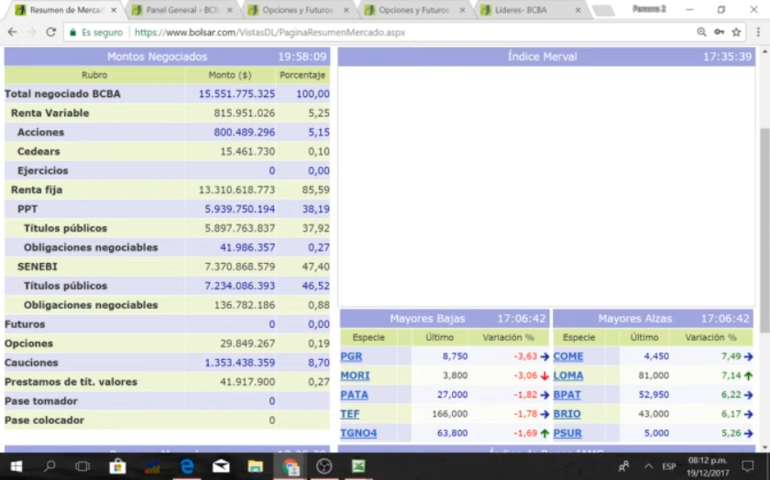 Resumen de Mercad
Panel General - BCB
Opciones y Futuros
Opciones y Futuros
Lideres- BCBA
Es seguro
https://www.bolsar.com/VistasDL/PaginaResumenMercado.aspx
Montos Negociados 19:58:09
Rubro Monto ($) Porcentaje
Total negociado BCBA 15.551.775.325 100,00
Renta Variable 815.951.026 5,25
Acciones 800.489.296 5,15
Cedears 15.461.730 0,10
Ejercicios 0 0,00
Renta fija 13.310.618.773 85,59
PPT 5.939.750.194 38,19
Títulos públicos 5.897.763.837 37,92
Obligaciones negociables 41.986.357 0,27
SENEBI 7.370.868.579 47,40
Títulos públicos 7.234.086.393 46,52
Obligaciones negociables 136.782.186 0,88
Futuros 0 0,00
Opciones 29.849.267 0,19
Cauciones 1.353.438.359 8,70
Prestamos de tít. valores 41.917.900 0,27
Pase tomador 0
Pase colocador 0
Índice Merval 17:35:39
Mayores Bajas 17:06:42
Especie Último Variación %
PGR 8,750 -3,63
MORI 3,800 -3,06
PATA 27,000 -1,82
TEF 166,000 -1,78
TGNO4 63,800 -1,69
Mayores Alzas 17:06:42
Especie Último Variación %
COME 4,450 7,49
LOMA 81,000 7,14
BPAT 52,950 6,22
BRIO 43,000 6,17
PSUR 5,000 5,26
ESP
08:12 p.m.
19/12/2017